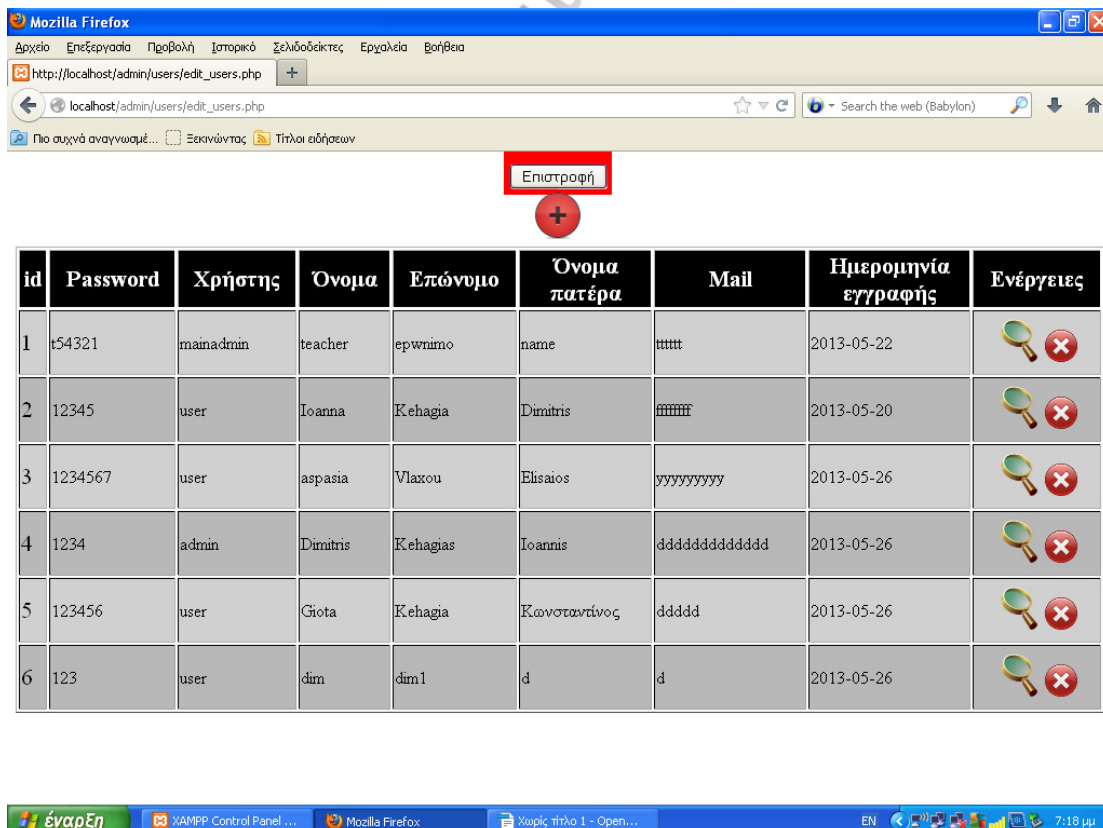 Mozilla Firefox
Αρχείο Επεξεργασία Προβολή Ιστορικό Σελιδοδείκτες Εργαλεία Βοήθεια
http://localhost/admin/users/edit_users.php +
localhost/admin/users/edit_users.php Search the web (Babylon)
Πιο συχνά αναγνωσμέ... Ξεκινώντας Τίτλοι ειδήσεων
Επιστροφή
id Password Χρήστης Όνομα Επώνυμο Όνομα πατέρα Mail Ημερομηνία εγγραφής Ενέργειες
1 t54321 mainadmin teacher epwnimo name tttttt 2013-05-22
2 12345 user Ioanna Kehagia Dimitris ffffffff 2013-05-20
3 1234567 user aspasia Vlaxou Elisaios yyyyyyyyy 2013-05-26
4 1234 admin Dimitris Kehagias Ioannis ddddddddddddd 2013-05-26
5 123456 user Giota Kehagia Κωνσταντίνος ddddd 2013-05-26
6 123 user dim dim1 d d 2013-05-26
έναρξη XAMPP Control Panel ... Mozilla Firefox Χωρίς τίτλο 1 - Open... EN 7:18 μμ